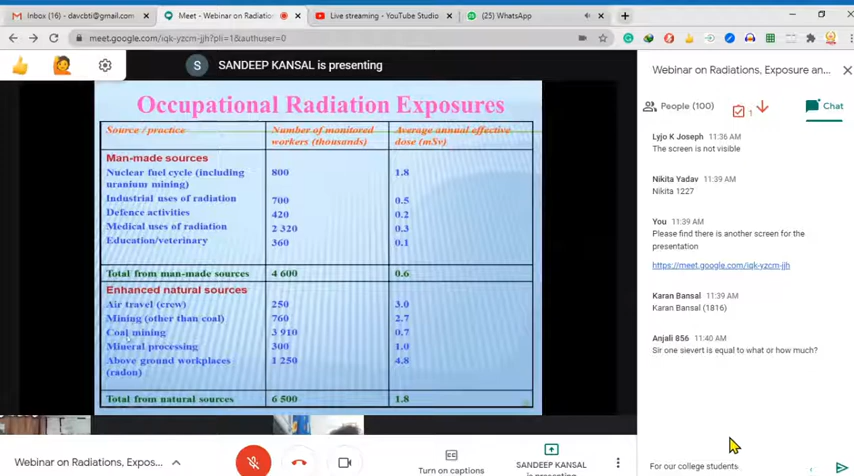 Inbox (16) - davcbti@gmail.com
Meet - Webinar on Radiation
Live streaming - YouTube Studio
(25) WhatsApp
meet.google.com/iqk-yzcm-jjh?pli=1&authuser=0
S SANDEEP KANSAL is presenting
Occupational Radiation Exposures
Source / practice Number of monitored workers (thousands) Average annual effective dose (mSv)
Man-made sources
Nuclear fuel cycle (including uranium mining) 800 1.8
Industrial uses of radiation 700 0.5
Defence activities 420 0.2
Medical uses of radiation 2 320 0.3
Education/veterinary 360 0.1
Total from man-made sources 4 600 0.6
Enhanced natural sources
Air travel (crew) 250 3.0
Mining (other than coal) 760 2.7
Coal mining 3 910 0.7
Mineral processing 300 1.0
Above ground workplaces (radon) 1 250 4.8
Total from natural sources 6 500 1.8
Webinar on Radiations, Exposure an...
People (100)
1
Chat
Lyjo K Joseph 11:36 AM
The screen is not visible
Nikita Yadav 11:39 AM
Nikita 1227
You 11:39 AM
Please find there is another screen for the
presentation
https://meet.google.com/iqk-yzcm-jjh
Karan Bansal 11:39 AM
Karan Bansal (1816)
Anjali 856 11:40 AM
Sir one sievert is equal to what or how much?
For our college students
Webinar on Radiations, Expos...
Turn on captions
SANDEEP KANSAL
is presenting